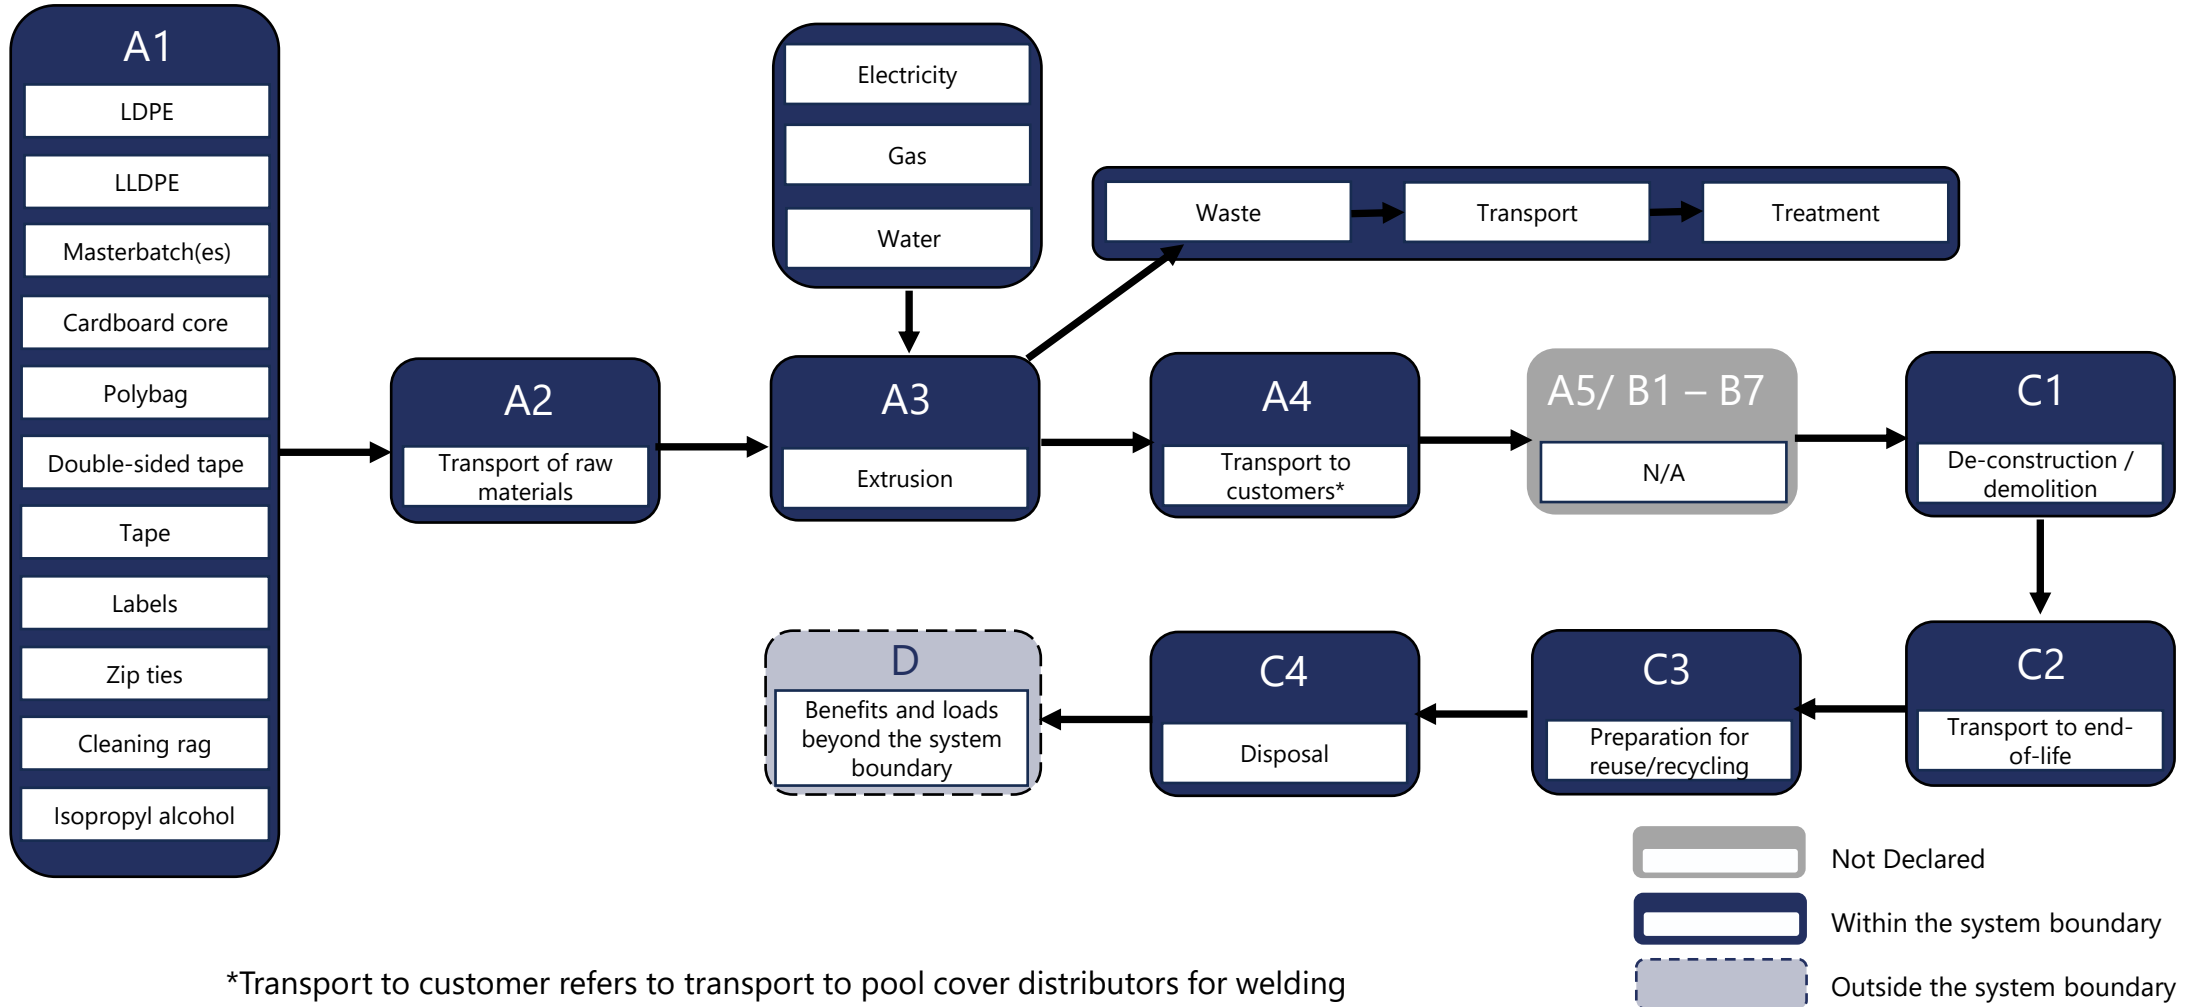 A1
LDPE
LLDPE
Masterbatch(es)
Cardboard core
Polybag
Double-sided tape
Tape
Labels
Zip ties
Cleaning rag
Isopropyl alcohol
A2
Transport of raw
materials
Electricity
Gas
Water
A3
Extrusion
Waste
Transport
Treatment
A4
Transport to
customers*
A5/ B1 – B7
N/A
C1
De-construction /
demolition
C2
Transport to end-
of-life
C3
Preparation for
reuse/recycling
C4
Disposal
D
Benefits and loads
beyond the system
boundary
Not Declared
Within the system boundary
Outside the system boundary
*Transport to customer refers to transport to pool cover distributors for welding